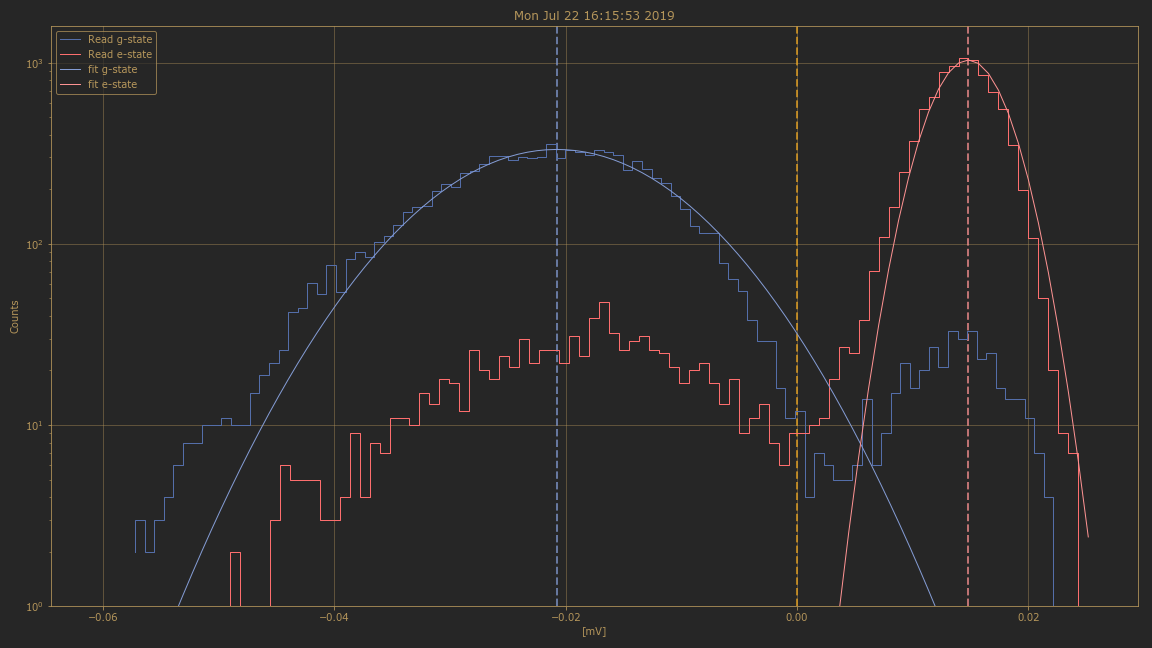 Mon Jul 22 16:15:53 2019
Read g-state
Read e-state
fit g-state
fit e-state
10³
10²
10¹
10⁰
Counts
−0.06
−0.04
−0.02
0.00
0.02
[mV]